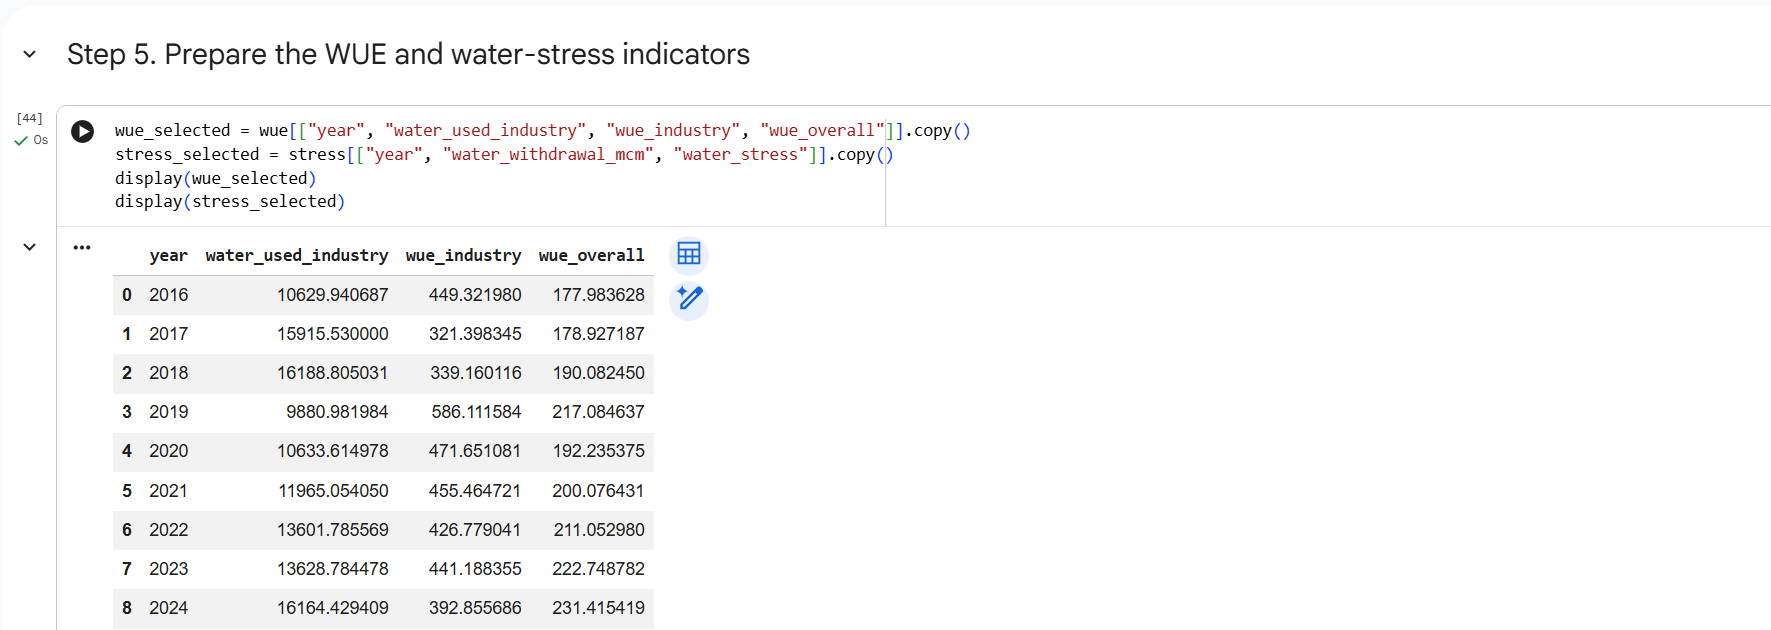 Step 5. Prepare the WUE and water-stress indicators
[44]
0s
wue_selected = wue[["year", "water_used_industry", "wue_industry", "wue_overall"]].copy()
stress_selected = stress[["year", "water_withdrawal_mcm", "water_stress"]].copy()
display(wue_selected)
display(stress_selected)
year water_used_industry wue_industry wue_overall
0 2016 10629.940687 449.321980 177.983628
1 2017 15915.530000 321.398345 178.927187
2 2018 16188.805031 339.160116 190.082450
3 2019 9880.981984 586.111584 217.084637
4 2020 10633.614978 471.651081 192.235375
5 2021 11965.054050 455.464721 200.076431
6 2022 13601.785569 426.779041 211.052980
7 2023 13628.784478 441.188355 222.748782
8 2024 16164.429409 392.855686 231.415419